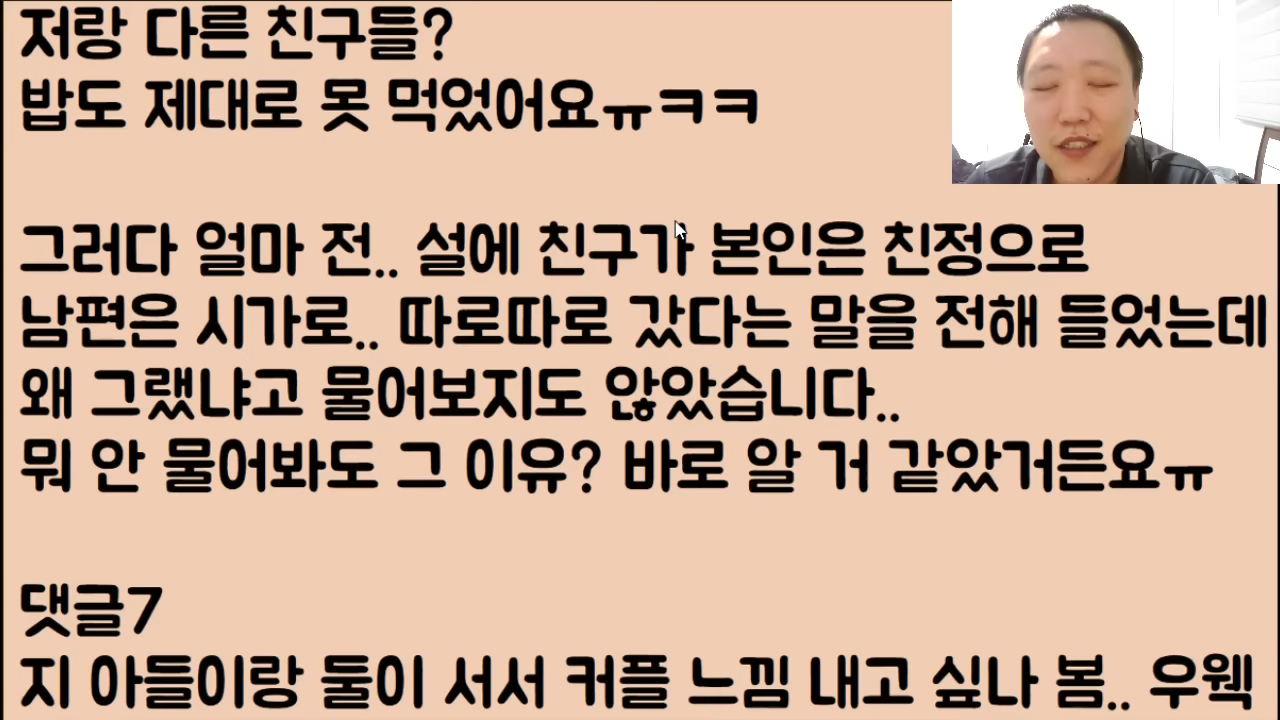 저랑 다른 친구들?
밥도 제대로 못 먹었어요ㅠㅋㅋ
그러다 얼마 전.. 설에 친구가 본인은 친정으로
남편은 시가로.. 따로따로 갔다는 말을 전해 들었는데
왜 그랬냐고 물어보지도 않았습니다..
뭐 안 물어봐도 그 이유? 바로 알 거 같았거든요ㅠ
댓글7
지 아들이랑 둘이 서서 커플 느낌 내고 싶나 봄.. 우웩